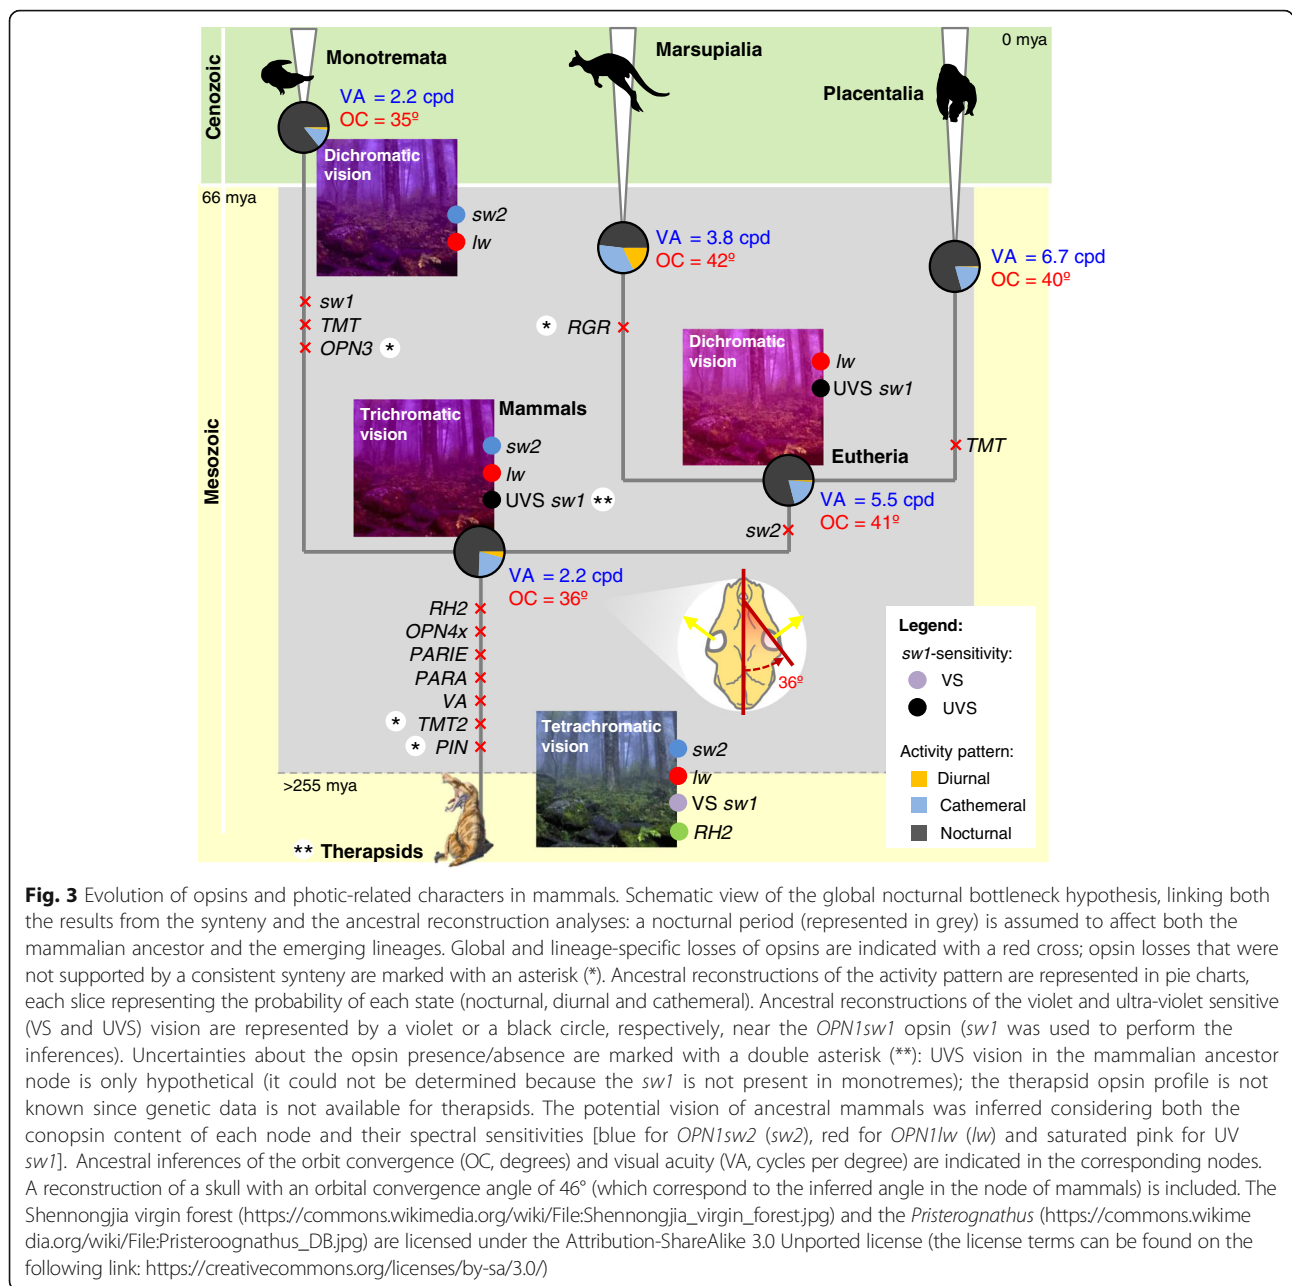 0 mya
Cenozoic
Monotremata
Marsupialia
Placentalia
VA = 2.2 cpd
OC = 35º
Dichromatic
vision
sw2
lw
66 mya
VA = 3.8 cpd
OC = 42º
VA = 6.7 cpd
OC = 40º
sw1
TMT
OPN3 *
* RGR
Dichromatic
vision
lw
UVS sw1
Mesozoic
Trichromatic
vision
Mammals
sw2
lw
UVS sw1 **
TMT
Eutheria
VA = 5.5 cpd
OC = 41º
sw2
VA = 2.2 cpd
OC = 36º
RH2
OPN4x
PARIE
PARA
VA
* TMT2
* PIN
36º
Legend:
sw1-sensitivity:
VS
UVS
Activity pattern:
Diurnal
Cathemeral
Nocturnal
Tetrachromatic
vision
sw2
lw
VS sw1
RH2
>255 mya
** Therapsids
Fig. 3 Evolution of opsins and photic-related characters in mammals. Schematic view of the global nocturnal bottleneck hypothesis, linking both
the results from the synteny and the ancestral reconstruction analyses: a nocturnal period (represented in grey) is assumed to affect both the
mammalian ancestor and the emerging lineages. Global and lineage-specific losses of opsins are indicated with a red cross; opsin losses that were
not supported by a consistent synteny are marked with an asterisk (*). Ancestral reconstructions of the activity pattern are represented in pie charts,
each slice representing the probability of each state (nocturnal, diurnal and cathemeral). Ancestral reconstructions of the violet and ultra-violet sensitive
(VS and UVS) vision are represented by a violet or a black circle, respectively, near the OPN1sw1 opsin (sw1 was used to perform the
inferences). Uncertainties about the opsin presence/absence are marked with a double asterisk (**): UVS vision in the mammalian ancestor
node is only hypothetical (it could not be determined because the sw1 is not present in monotremes); the therapsid opsin profile is not
known since genetic data is not available for therapsids. The potential vision of ancestral mammals was inferred considering both the
conopsin content of each node and their spectral sensitivities [blue for OPN1sw2 (sw2), red for OPN1lw (lw) and saturated pink for UV
sw1]. Ancestral inferences of the orbit convergence (OC, degrees) and visual acuity (VA, cycles per degree) are indicated in the corresponding nodes.
A reconstruction of a skull with an orbital convergence angle of 46° (which correspond to the inferred angle in the node of mammals) is included. The
Shennongjia virgin forest (https://commons.wikimedia.org/wiki/File:Shennongjia_virgin_forest.jpg) and the Pristerognathus (https://commons.wikime
dia.org/wiki/File:Pristeroognathus_DB.jpg) are licensed under the Attribution-ShareAlike 3.0 Unported license (the license terms can be found on the
following link: https://creativecommons.org/licenses/by-sa/3.0/)